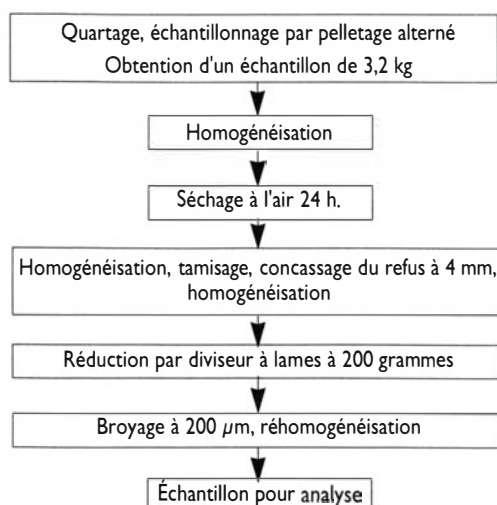 Quartage, échantillonnage par pelletage alterné
Obtention d'un échantillon de 3,2 kg
Homogénéisation
Séchage à l'air 24 h.
Homogénéisation, tamisage, concassage du refus à 4 mm,
homogénéisation
Réduction par diviseur à lames à 200 grammes
Broyage à 200 µm, réhomogénéisation
Échantillon pour analyse